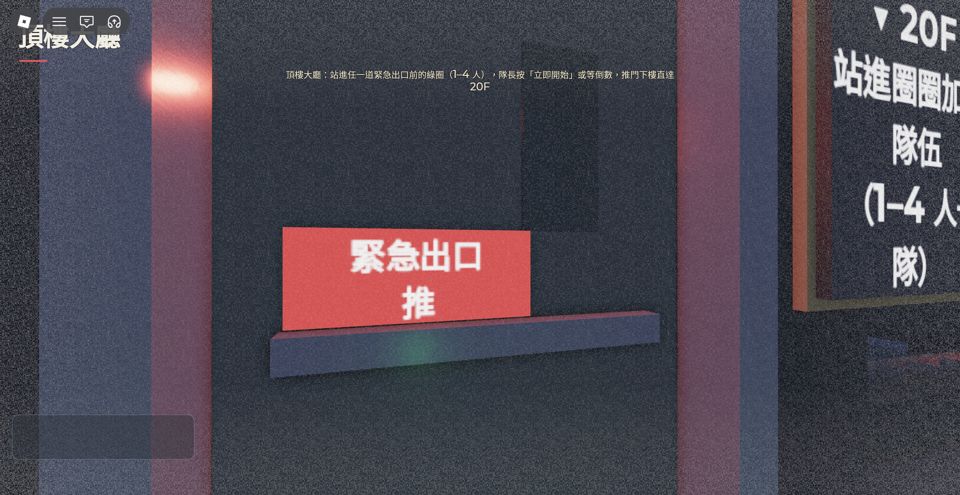 頂樓大廳
頂樓大廳：站進任一道緊急出口前的綠圈（1–4 人），隊長按「立即開始」或等倒數，推門下樓直達
20F
緊急出口
推
▼ 20F
站進圈圈加
隊伍
（1–4 人
隊）